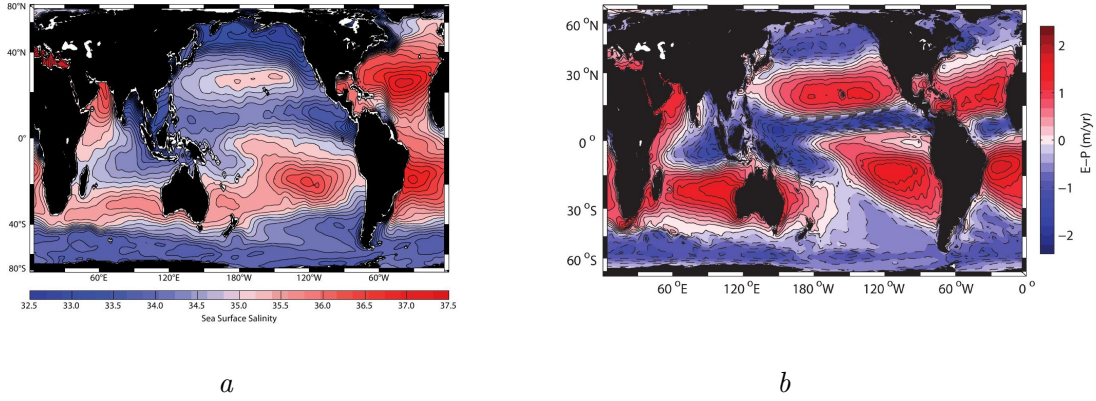 80°N
40°N
0°
40°S
80°S
60°E 120°E 180°W 120°W 60°W
32.5 33.0 33.5 34.0 34.5 35.0 35.5 36.0 36.5 37.0 37.5
Sea Surface Salinity
a
60 °N
30 °N
0 °
30 °S
60 °S
60 °E 120 °E 180 °W 120 °W 60 °W 0 °
2
1
0
−1
−2
E−P (m/yr)
b